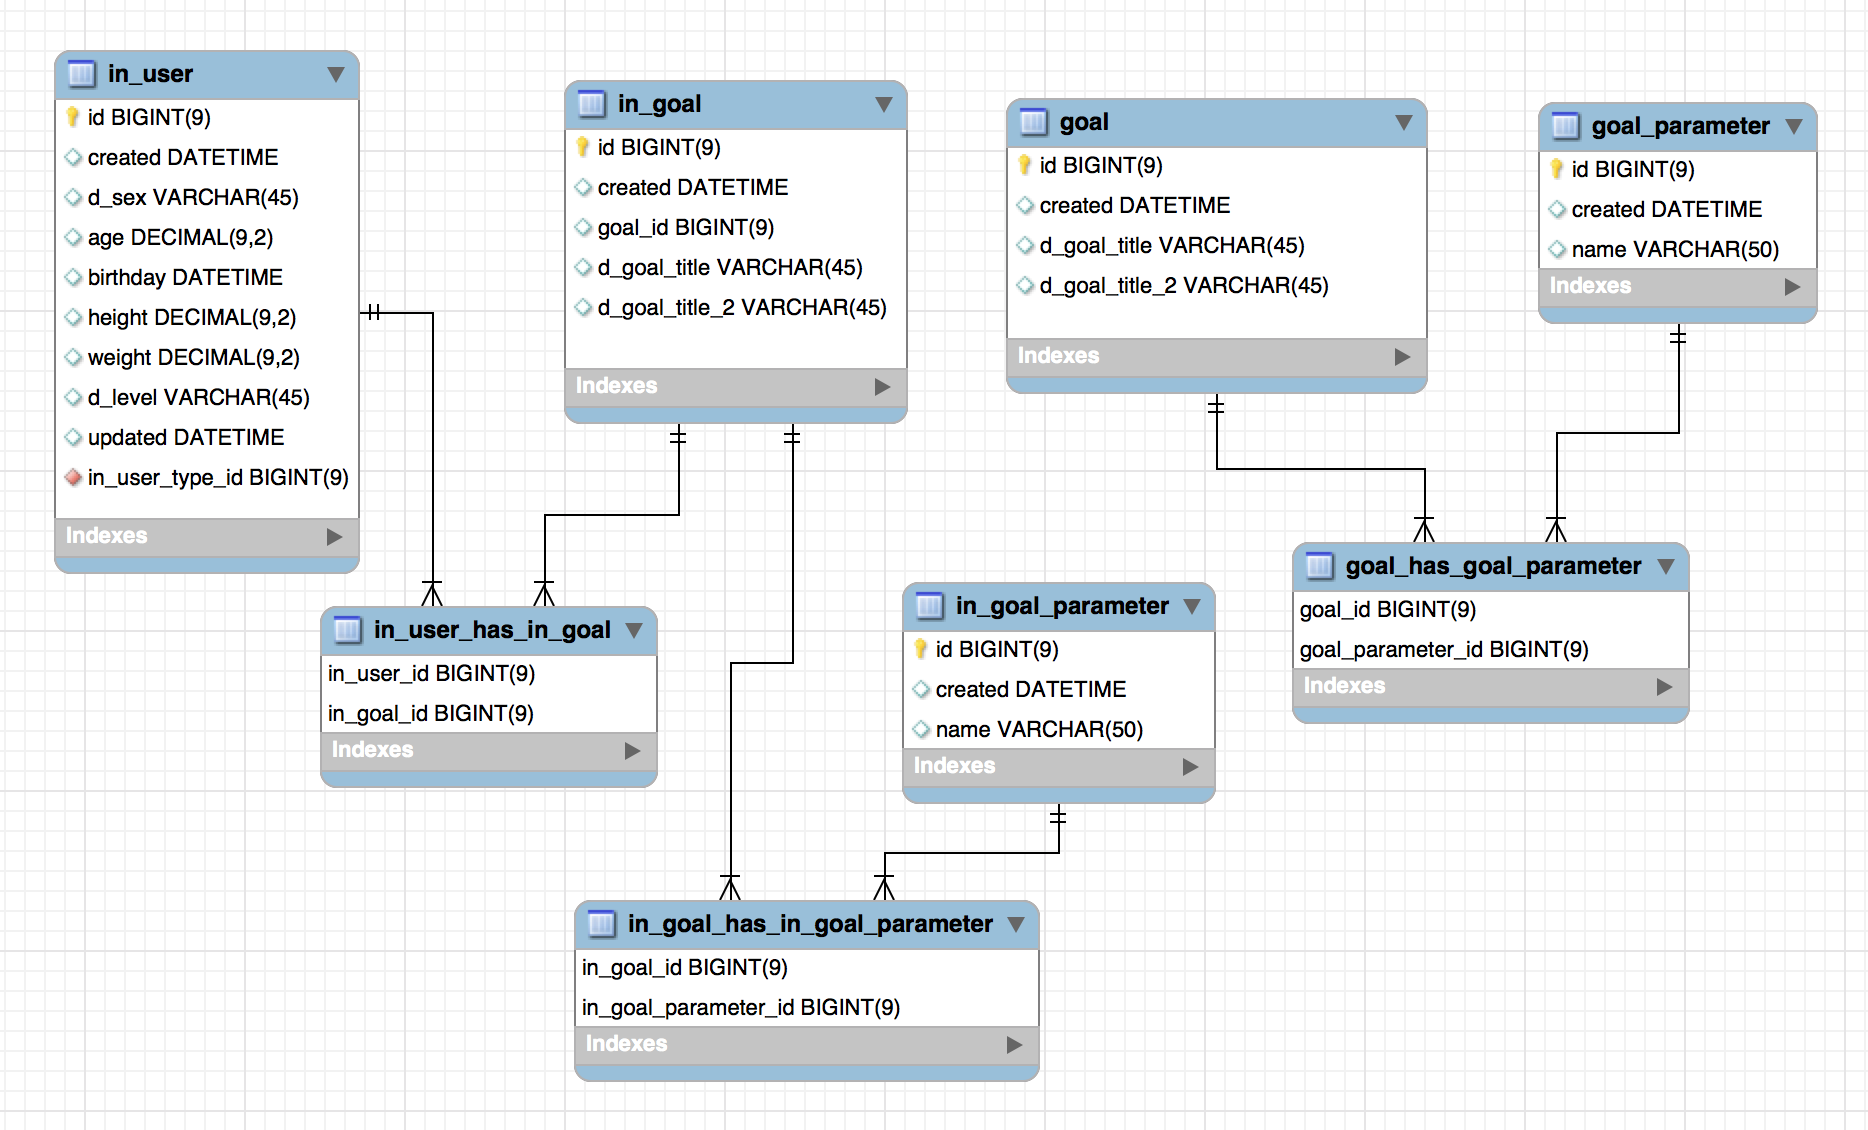 in_user
id BIGINT(9)
created DATETIME
d_sex VARCHAR(45)
age DECIMAL(9,2)
birthday DATETIME
height DECIMAL(9,2)
weight DECIMAL(9,2)
d_level VARCHAR(45)
updated DATETIME
in_user_type_id BIGINT(9)
Indexes
in_goal
id BIGINT(9)
created DATETIME
goal_id BIGINT(9)
d_goal_title VARCHAR(45)
d_goal_title_2 VARCHAR(45)
Indexes
goal
id BIGINT(9)
created DATETIME
d_goal_title VARCHAR(45)
d_goal_title_2 VARCHAR(45)
Indexes
goal_parameter
id BIGINT(9)
created DATETIME
name VARCHAR(50)
Indexes
in_user_has_in_goal
in_user_id BIGINT(9)
in_goal_id BIGINT(9)
Indexes
in_goal_parameter
id BIGINT(9)
created DATETIME
name VARCHAR(50)
Indexes
goal_has_goal_parameter
goal_id BIGINT(9)
goal_parameter_id BIGINT(9)
Indexes
in_goal_has_in_goal_parameter
in_goal_id BIGINT(9)
in_goal_parameter_id BIGINT(9)
Indexes